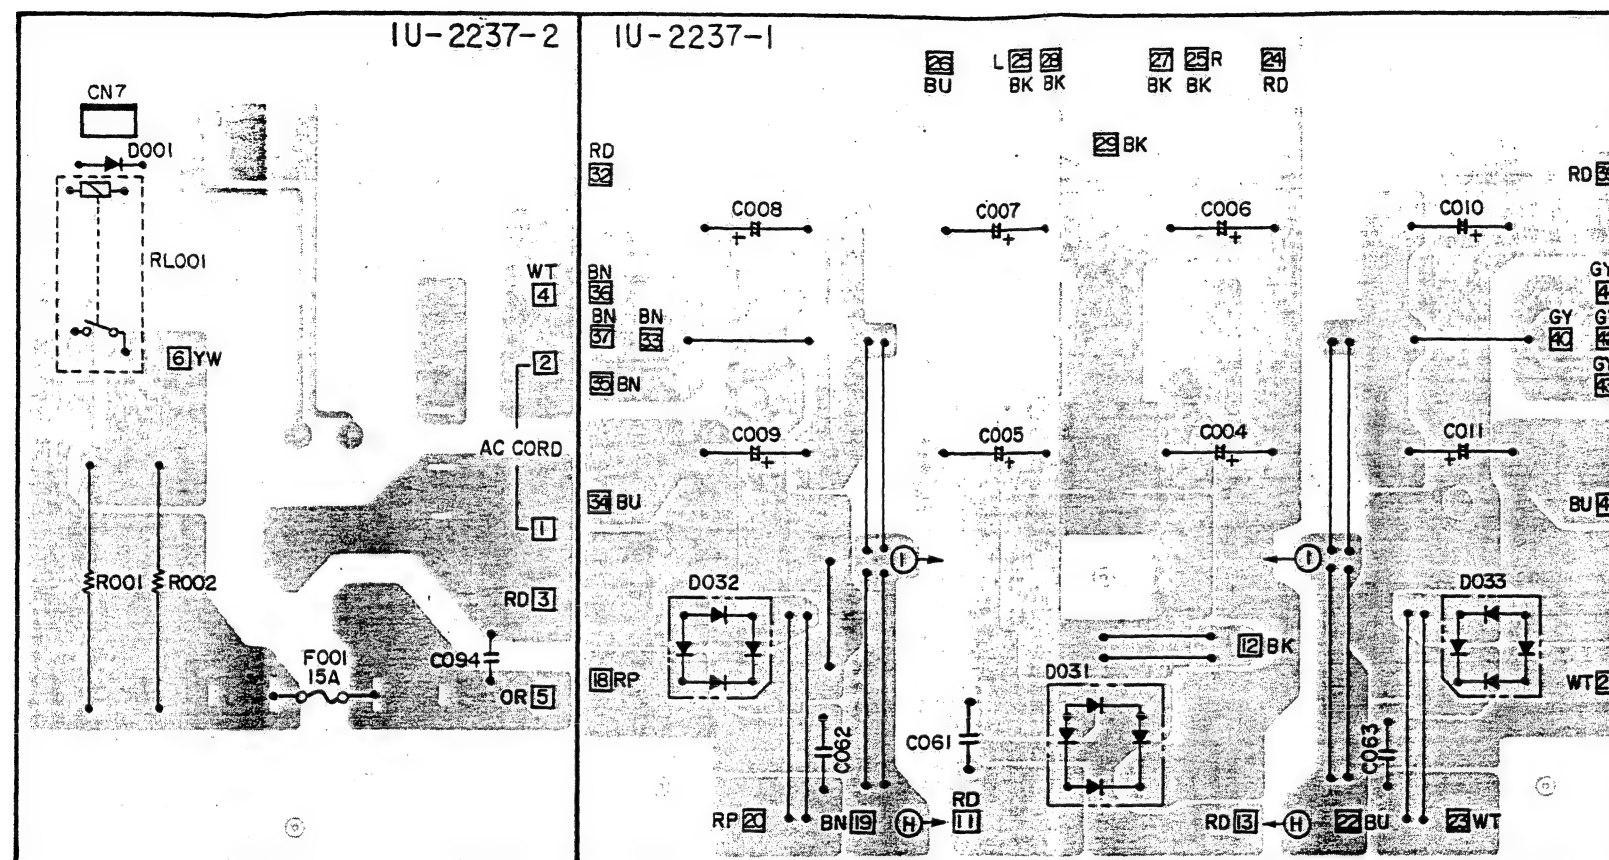 1U-2237-2
CN7
D001
RL001
WT
4
6 YW
2
AC CORD
1
R001
R002
RD 3
F001
15A
C094
OR 5
1U-2237-1
26
BU
L 25
BK
28
BK
27
BK
25 R
BK
24
RD
29 BK
RD
32
RD
C008
C007
C006
C010
BN
36
GY
BN
37
BN
33
GY
40
35 BN
C009
C005
C004
C011
34 BU
BU
I
I
D032
D033
12 BK
18 RP
D031
WT
C062
C061
C063
RP 20
BN 19
H
RD
11
RD 13
H
22 BU
23 WT